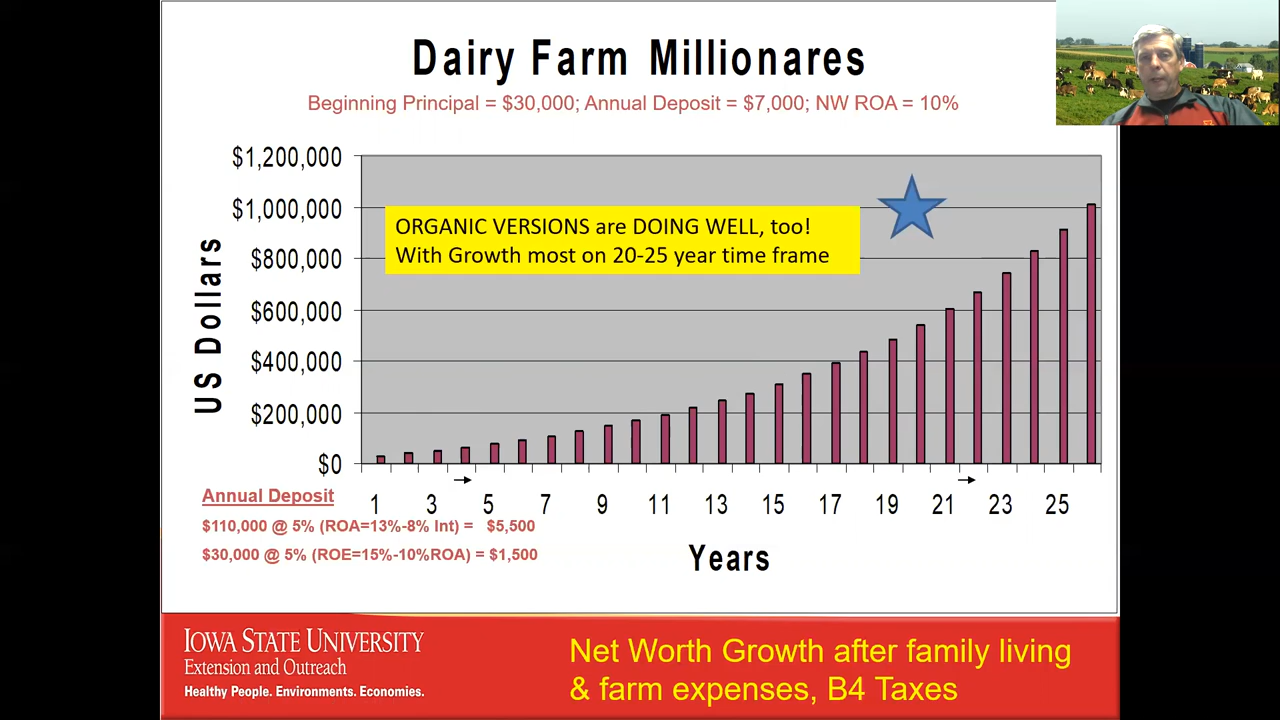 Dairy Farm Millionares
Beginning Principal = $30,000; Annual Deposit = $7,000; NW ROA = 10%
US Dollars
$1,200,000
$1,000,000
$800,000
$600,000
$400,000
$200,000
$0
ORGANIC VERSIONS are DOING WELL, too!
With Growth most on 20-25 year time frame
1 3 5 7 9 11 13 15 17 19 21 23 25
Years
Annual Deposit
$110,000 @ 5% (ROA=13%-8% Int) = $5,500
$30,000 @ 5% (ROE=15%-10%ROA) = $1,500
IOWA STATE UNIVERSITY
Extension and Outreach
Healthy People. Environments. Economies.
Net Worth Growth after family living
& farm expenses, B4 Taxes